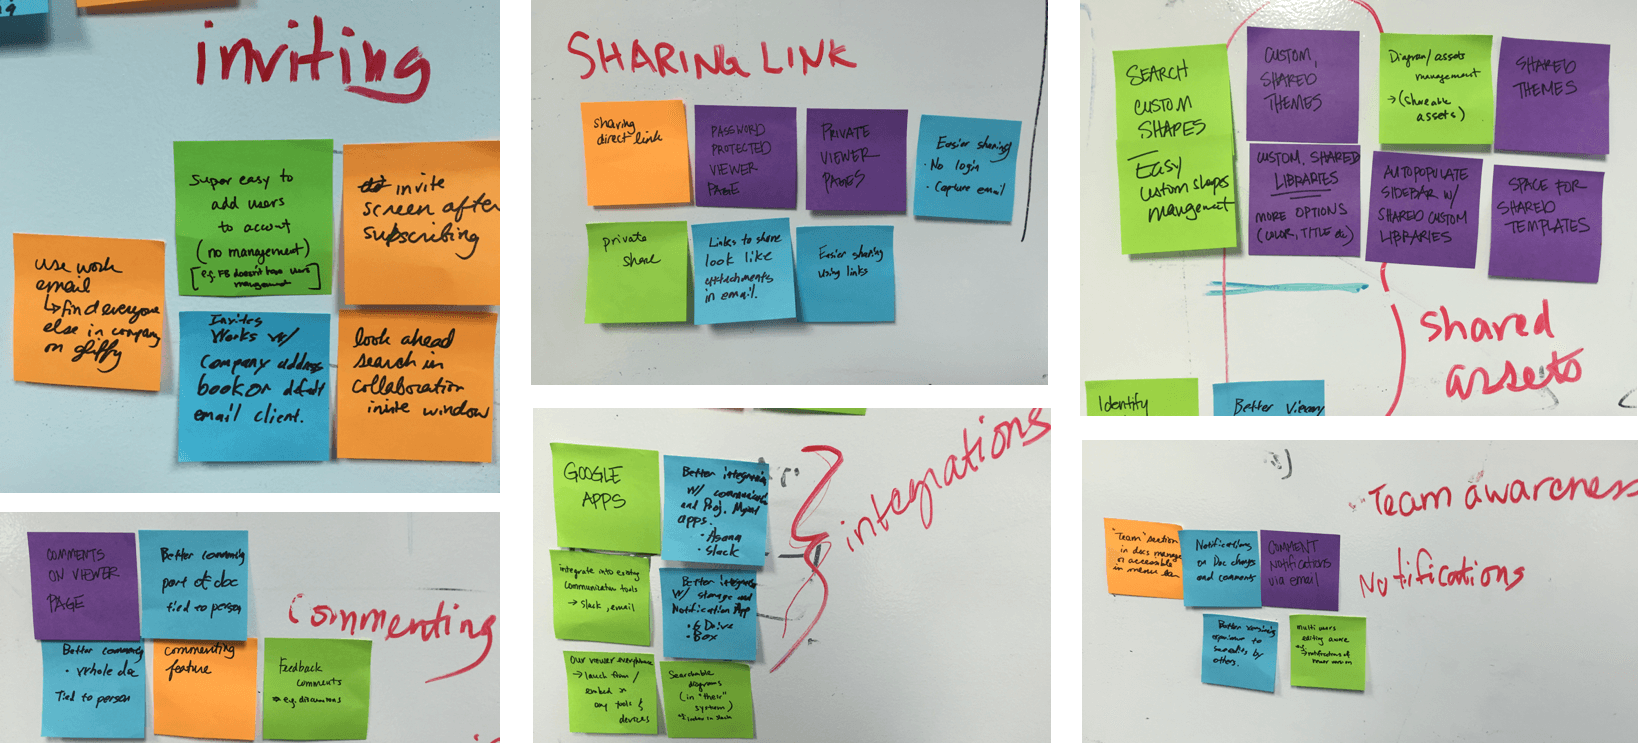 inviting
Super easy to
add users
to account
(no management)
[e.g. FB doesn't have users
management]
invite
screen after
subscribing
use work
email
↳ find everyone
else in company
on gliffy
Invites
Works w/
Company address
book or default
email client.
look ahead
search in
collaboration
invite window
SHARING LINK
sharing
direct link
PASSWORD
PROTECTED
VIEWER
PAGE
PRIVATE
VIEWER
PAGES
Easier sharing
• No login
• Capture email
private
share
Links to share
look like
attachments
in email.
Easier sharing
using links
SEARCH
CUSTOM
SHAPES
CUSTOM,
SHARED
THEMES
Diagram/assets
management
→ (shareable
assets)
SHARED
THEMES
Easy
custom shapes
management
CUSTOM, SHARED
LIBRARIES
MORE OPTIONS
(COLOR, TITLE etc)
AUTOPOPULATE
SIDEBAR W/
SHARED CUSTOM
LIBRARIES
SPACE FOR
SHARED
TEMPLATES
shared
assets
Identify
Better View
COMMENTS
ON VIEWER
PAGE
Better commenting
part of doc
tied to person
Commenting
Better commenting
• whole doc
Tied to person
commenting
feature
Feedback
comments
e.g. discussions
GOOGLE
APPS
Better integration
w/ communication
and Proj. Mgmt
apps.
• Asana
• Slack
integrations
integrate into existing
communication tools
→ Slack, email
Better integration
w/ storage and
Notification App
• G Drive
• Box
Our viewer everywhere
→ launch from /
embed in
any tools &
devices
Searchable
diagrams
(in "their"
system)
in Slack
Team awareness
"Team" section
in docs manage
or accessible
in menu
Notifications
on Doc changes
and comments
COMMENT
NOTIFICATIONS
VIA EMAIL
Notifications
Better
experience to
see edits by
others.
multi users
editing aware
→ notifications of
newer version